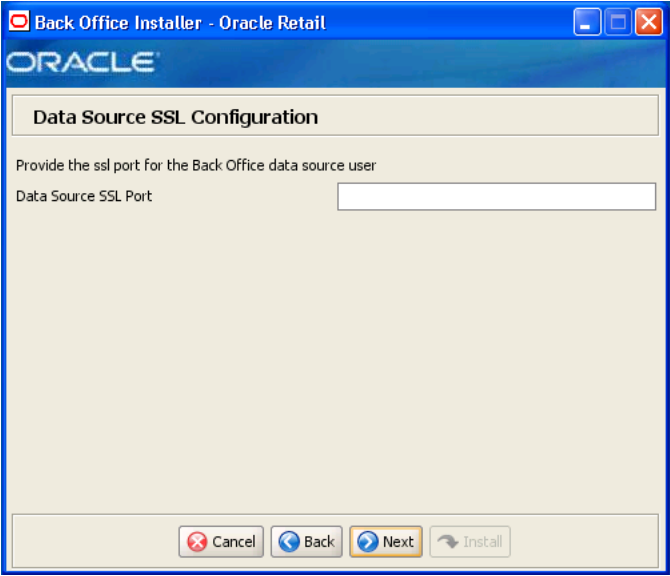 Back Office Installer - Oracle Retail
ORACLE
Data Source SSL Configuration
Provide the ssl port for the Back Office data source user
Data Source SSL Port
Cancel Back Next Install